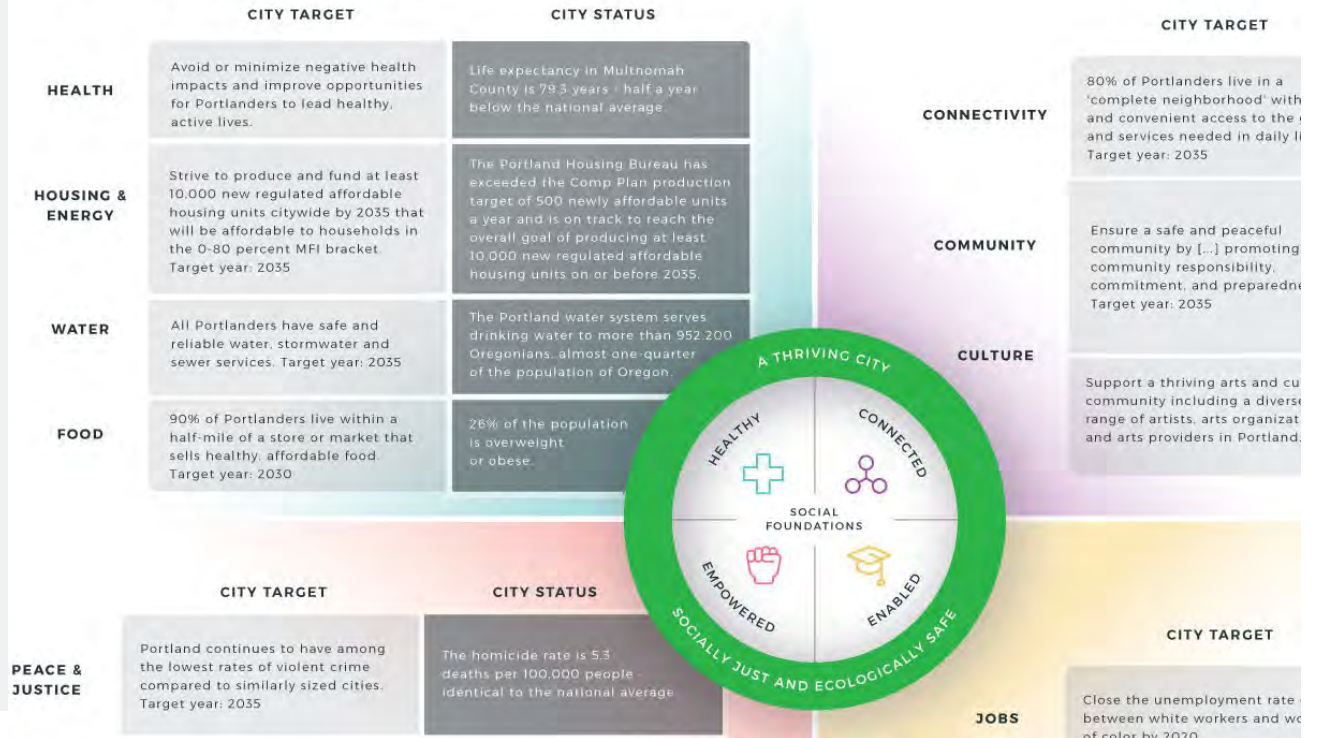 CITY TARGET
CITY STATUS
HEALTH
Avoid or minimize negative health
impacts and improve opportunities
for Portlanders to lead healthy,
active lives.
Life expectancy in Multnomah
County is 79.3 years - half a year
below the national average.
HOUSING &
ENERGY
Strive to produce and fund at least
10,000 new regulated affordable
housing units citywide by 2035 that
will be affordable to households in
the 0-80 percent MFI bracket.
Target year: 2035
The Portland Housing Bureau has
exceeded the Comp Plan production
target of 500 newly affordable units
a year and is on track to reach the
overall goal of producing at least
10,000 new regulated affordable
housing units on or before 2035.
WATER
All Portlanders have safe and
reliable water, stormwater and
sewer services. Target year: 2035
The Portland water system serves
drinking water to more than 952,200
Oregonians, almost one-quarter
of the population of Oregon.
FOOD
90% of Portlanders live within a
half-mile of a store or market that
sells healthy, affordable food.
Target year: 2030
26% of the population
is overweight
or obese.
CITY TARGET
CONNECTIVITY
80% of Portlanders live in a
'complete neighborhood' with
and convenient access to the
and services needed in daily
Target year: 2035
COMMUNITY
Ensure a safe and peaceful
community by [...] promoting
community responsibility,
commitment, and
Target year: 2035
CULTURE
Support a thriving arts and
community including a diverse
range of artists, arts
and arts providers in Portland.
A THRIVING CITY
HEALTHY
CONNECTED
SOCIAL
FOUNDATIONS
EMPOWERED
ENABLED
SOCIALLY JUST AND ECOLOGICALLY SAFE
CITY TARGET
CITY STATUS
PEACE &
JUSTICE
Portland continues to have among
the lowest rates of violent crime
compared to similarly sized cities.
Target year: 2035
The homicide rate is 5.3
deaths per 100,000 people -
identical to the national average
CITY TARGET
JOBS
Close the unemployment rate
between white workers and
of color by 2020